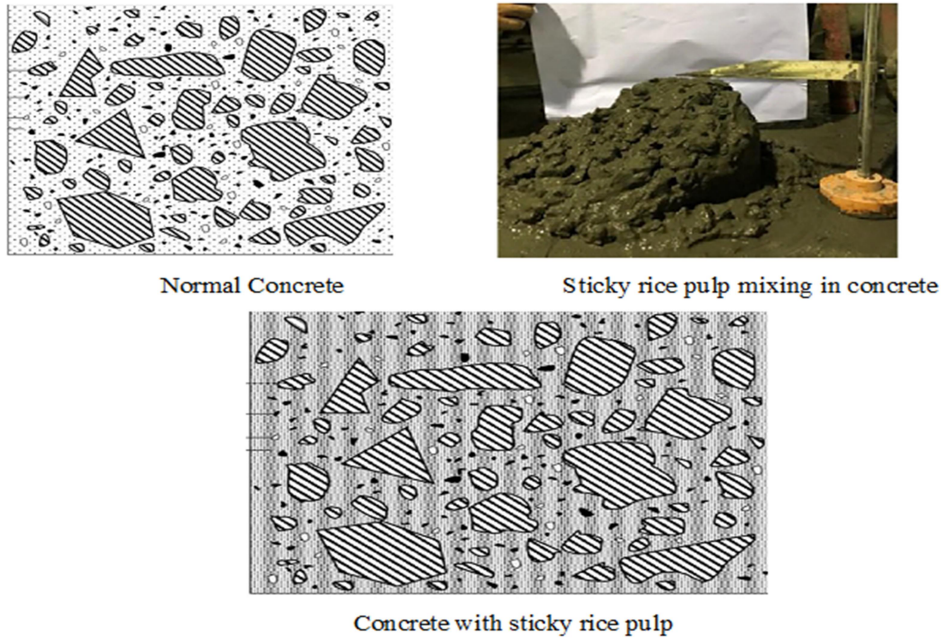 Normal Concrete
Sticky rice pulp mixing in concrete
Concrete with sticky rice pulp